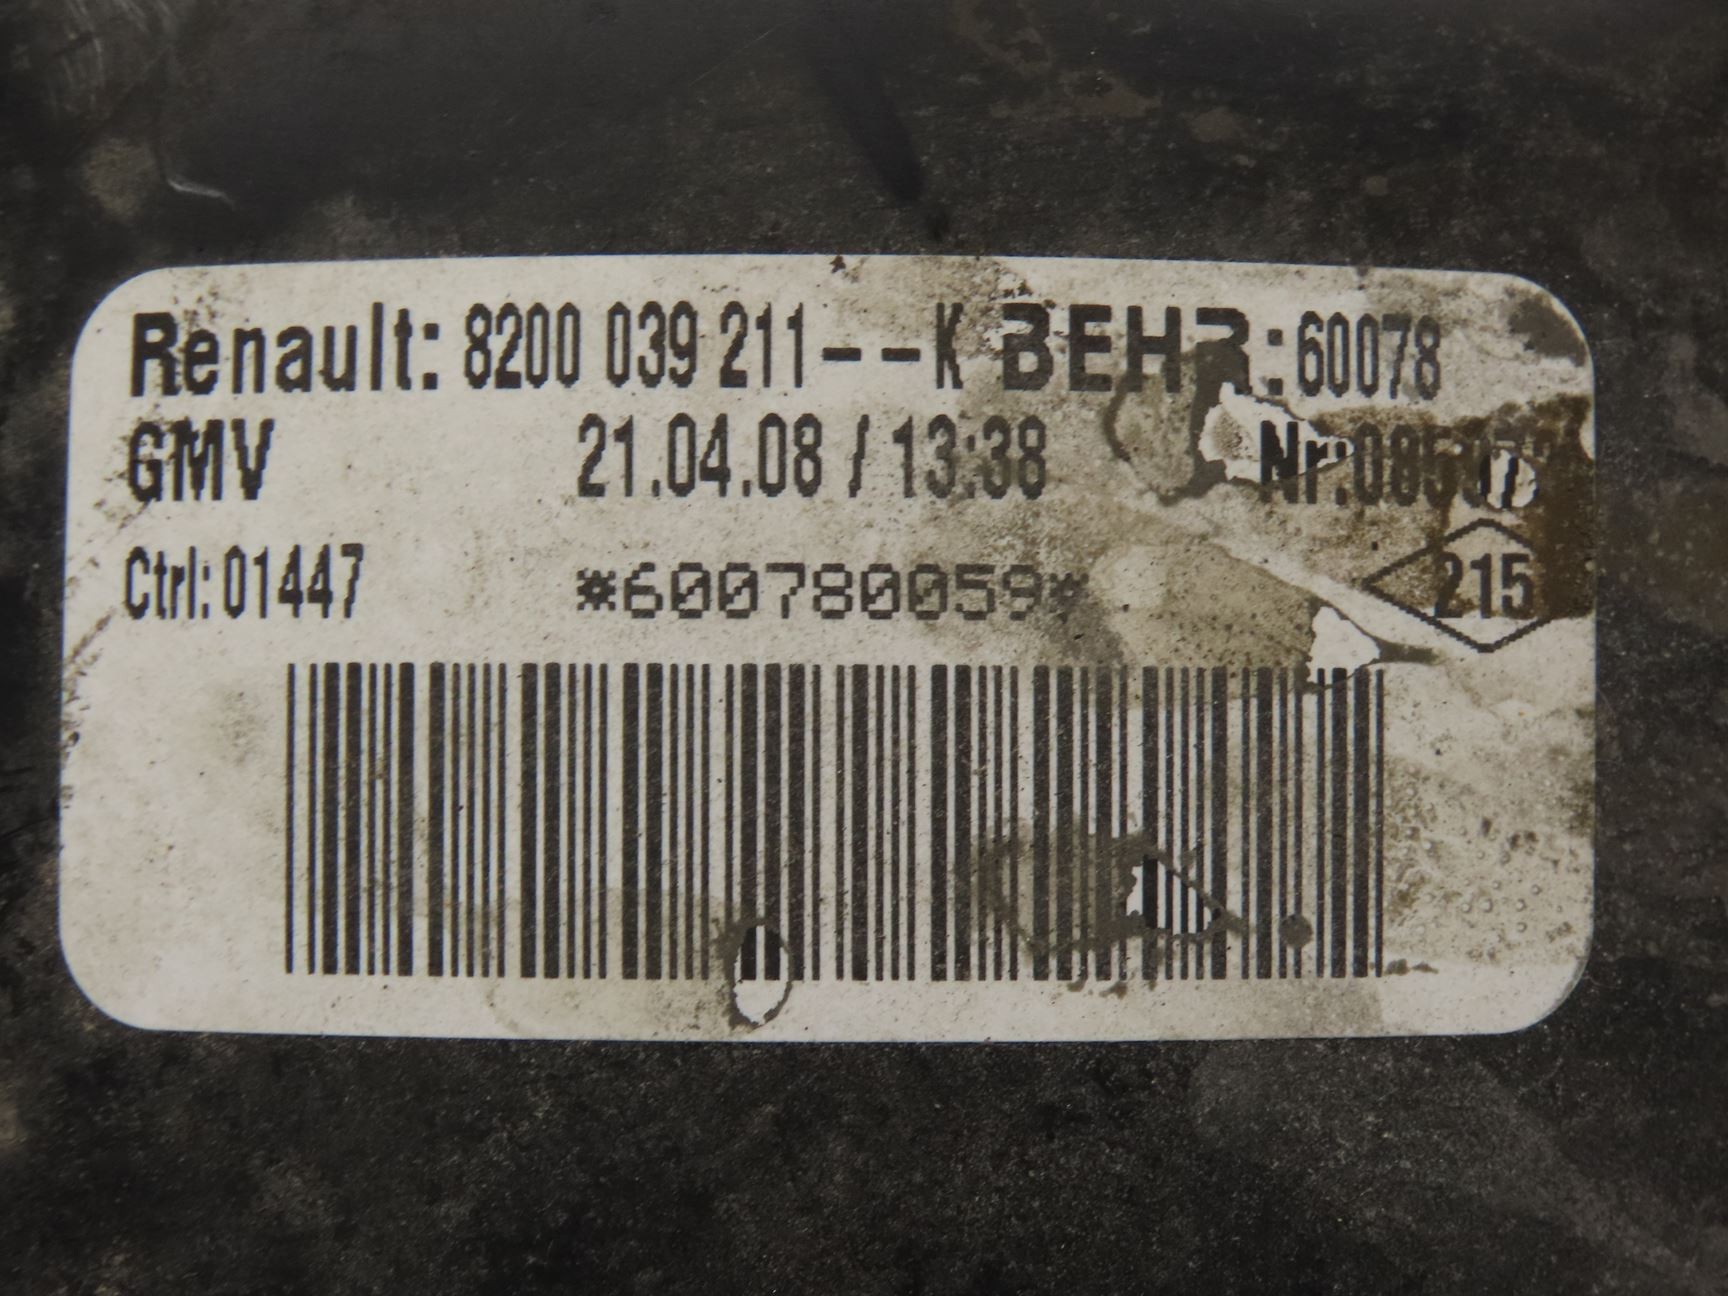 Renault: 8200 039 211--K BEHR:60078
GMV 21.04.08 / 13:38
Ctrl:01447 *600780059* 215